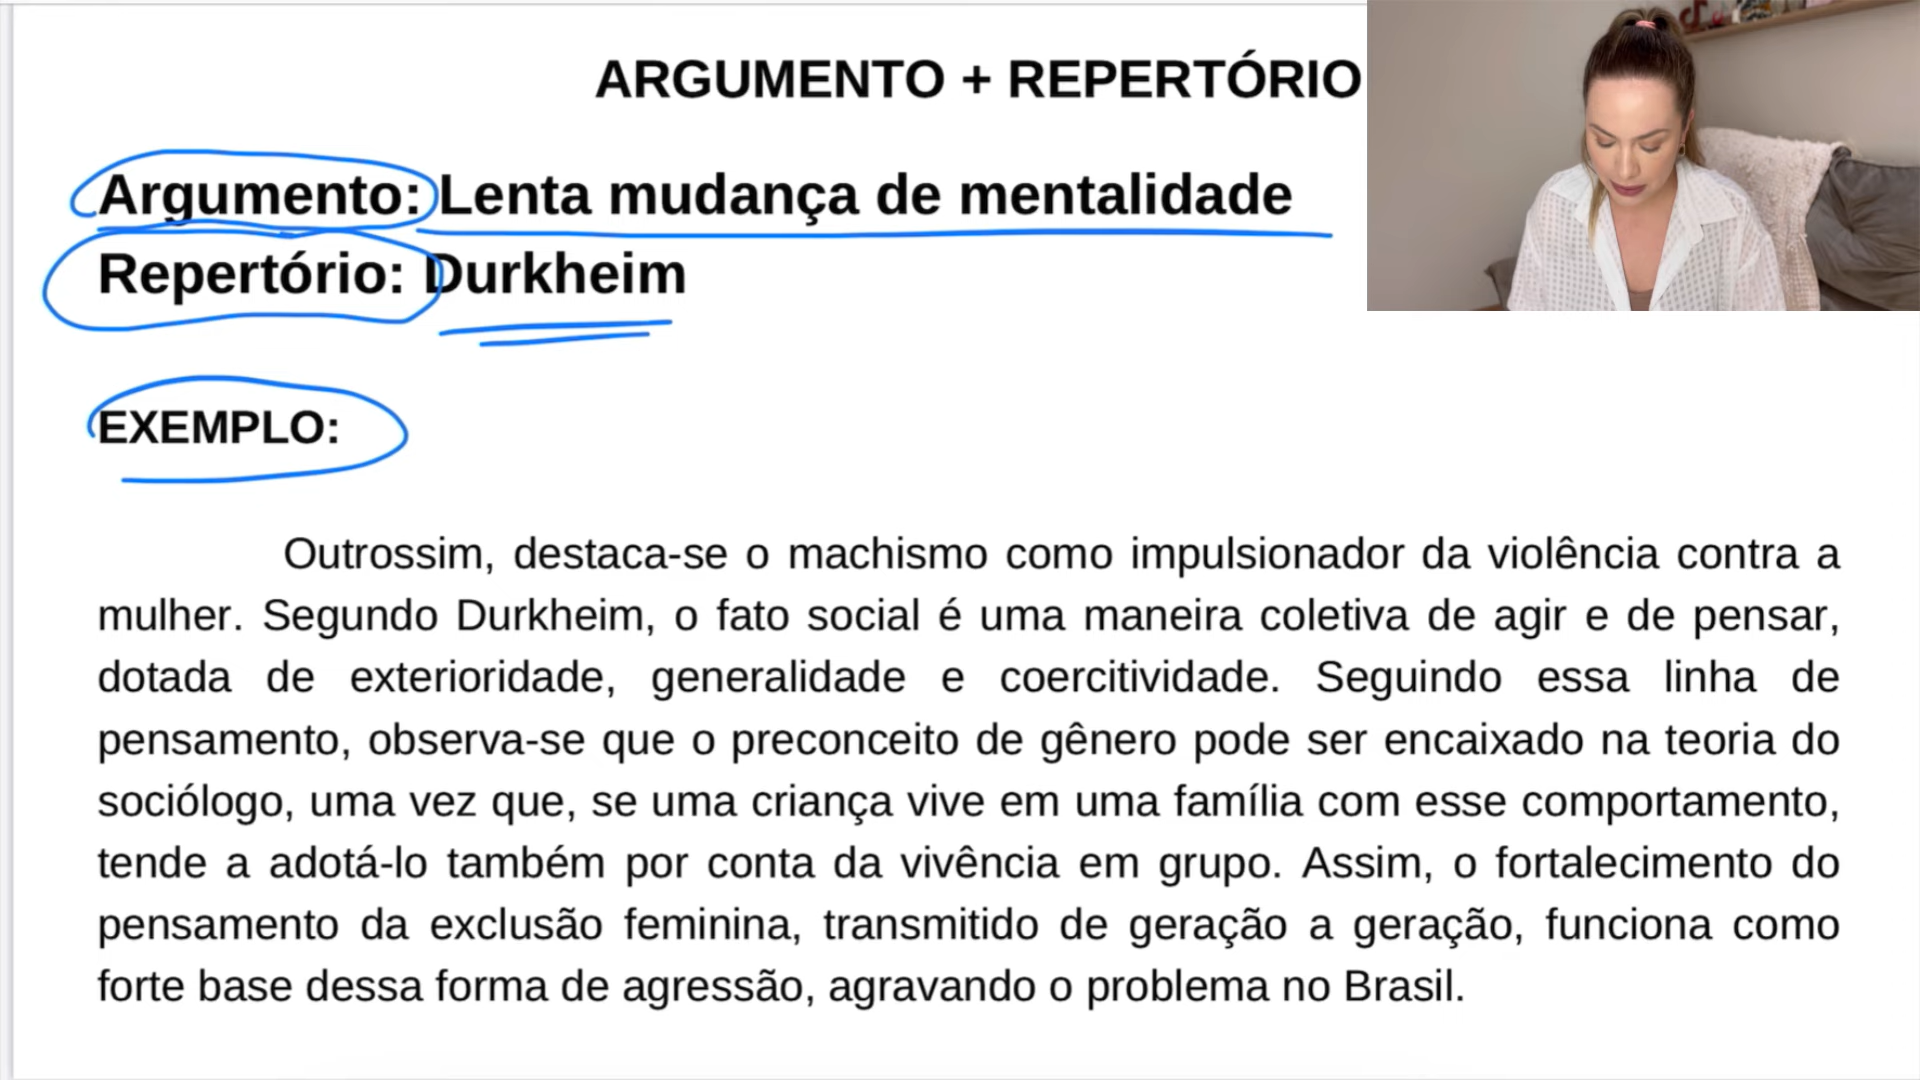 ARGUMENTO + REPERTÓRIO
Argumento: Lenta mudança de mentalidade
Repertório: Durkheim
EXEMPLO:
Outrossim, destaca-se o machismo como impulsionador da violência contra a
mulher. Segundo Durkheim, o fato social é uma maneira coletiva de agir e de pensar,
dotada de exterioridade, generalidade e coercitividade. Seguindo essa linha de
pensamento, observa-se que o preconceito de gênero pode ser encaixado na teoria do
sociólogo, uma vez que, se uma criança vive em uma família com esse comportamento,
tende a adotá-lo também por conta da vivência em grupo. Assim, o fortalecimento do
pensamento da exclusão feminina, transmitido de geração a geração, funciona como
forte base dessa forma de agressão, agravando o problema no Brasil.